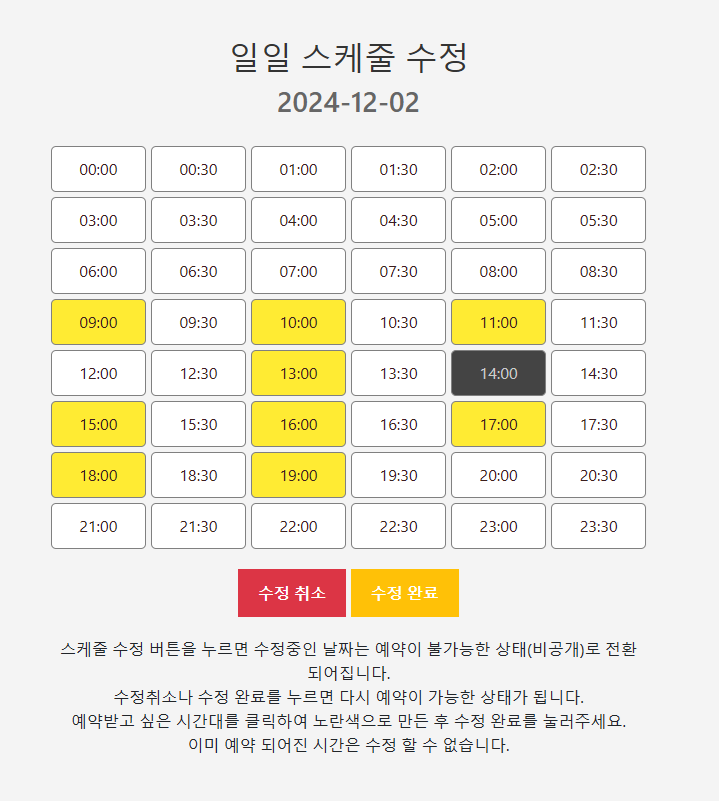 일일 스케줄 수정
2024-12-02
00:00 00:30 01:00 01:30 02:00 02:30
03:00 03:30 04:00 04:30 05:00 05:30
06:00 06:30 07:00 07:30 08:00 08:30
09:00 09:30 10:00 10:30 11:00 11:30
12:00 12:30 13:00 13:30 14:00 14:30
15:00 15:30 16:00 16:30 17:00 17:30
18:00 18:30 19:00 19:30 20:00 20:30
21:00 21:30 22:00 22:30 23:00 23:30
수정 취소 수정 완료
스케줄 수정 버튼을 누르면 수정중인 날짜는 예약이 불가능한 상태(비공개)로 전환
되어집니다.
수정취소나 수정 완료를 누르면 다시 예약이 가능한 상태가 됩니다.
예약받고 싶은 시간대를 클릭하여 노란색으로 만든 후 수정 완료를 눌러주세요.
이미 예약 되어진 시간은 수정 할 수 없습니다.